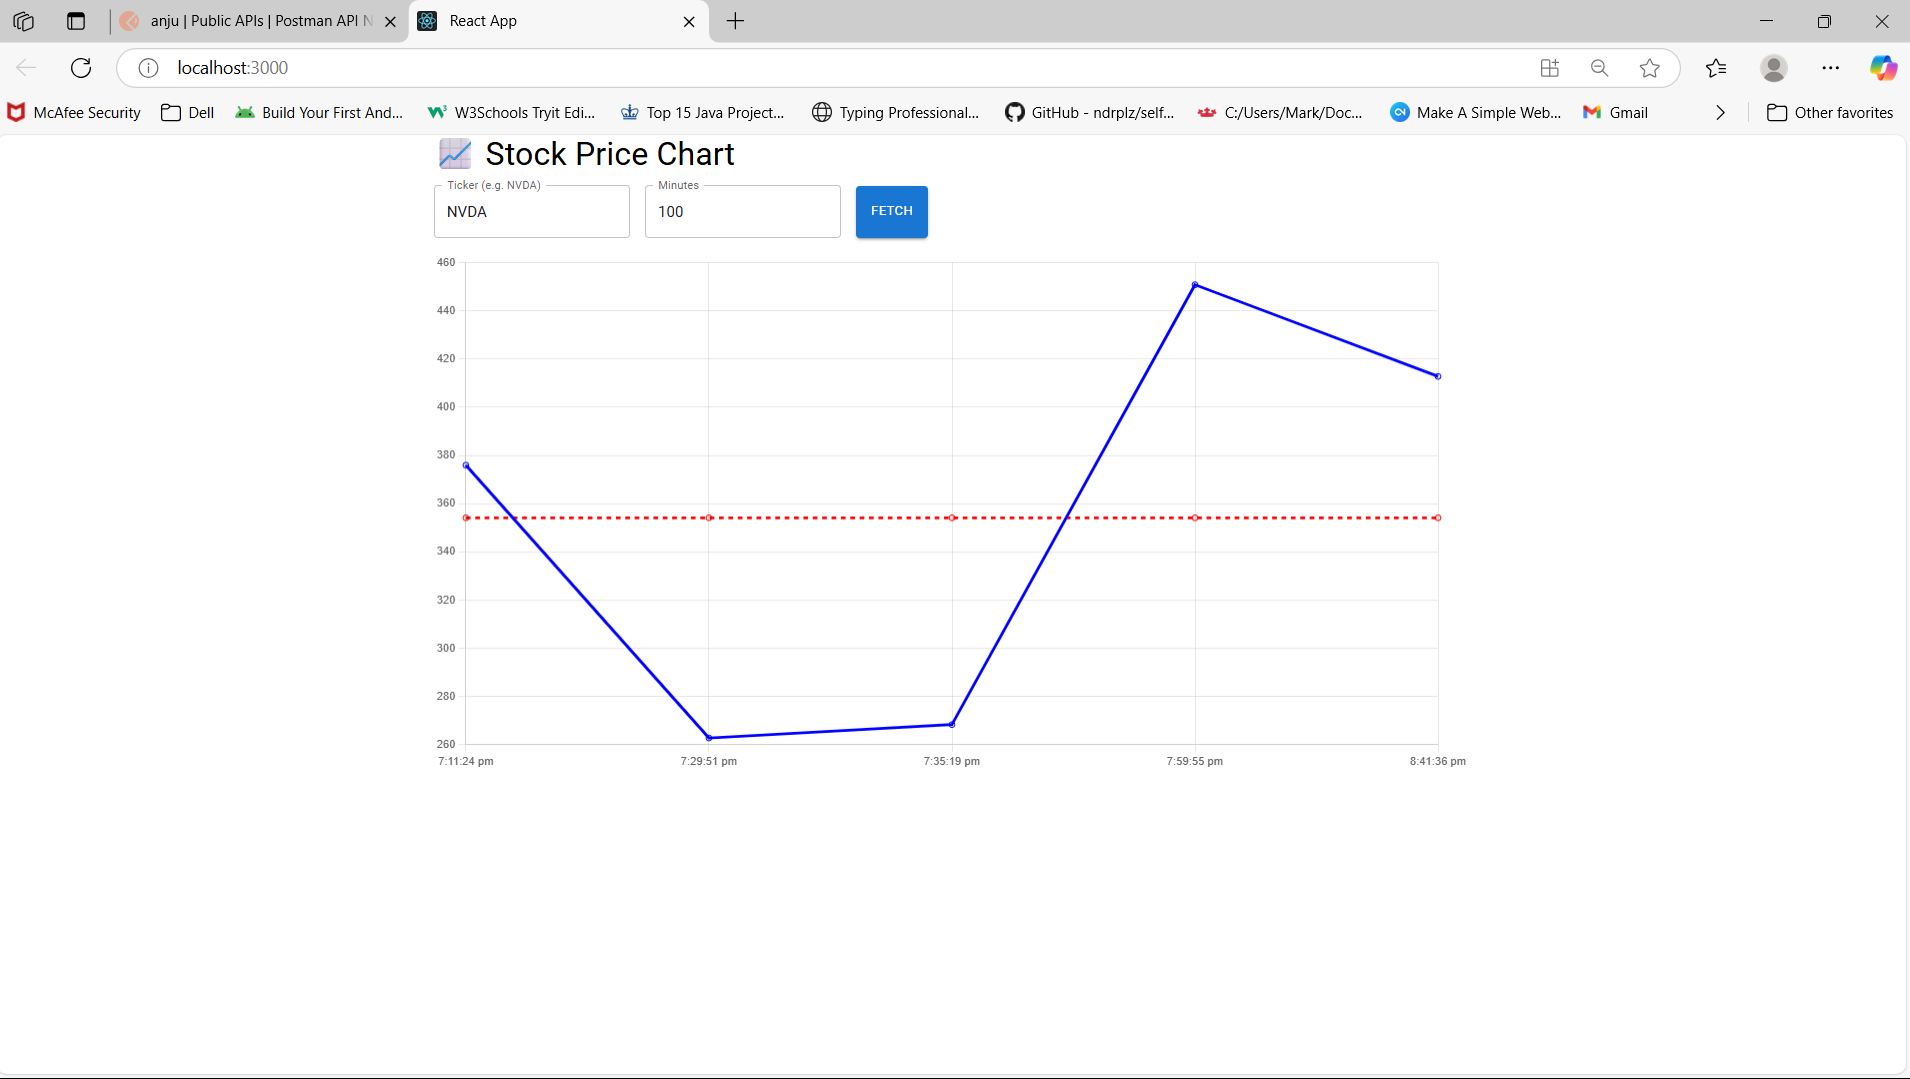 anju | Public APIs | Postman API N
React App
localhost:3000
McAfee Security
Dell
Build Your First And...
W3Schools Tryit Edi...
Top 15 Java Project...
Typing Professional...
GitHub - ndrplz/self...
C:/Users/Mark/Doc...
Make A Simple Web...
Gmail
Other favorites
Stock Price Chart
Ticker (e.g. NVDA)
NVDA
Minutes
100
FETCH
460
440
420
400
380
360
340
320
300
280
260
7:11:24 pm
7:29:51 pm
7:35:19 pm
7:59:55 pm
8:41:36 pm